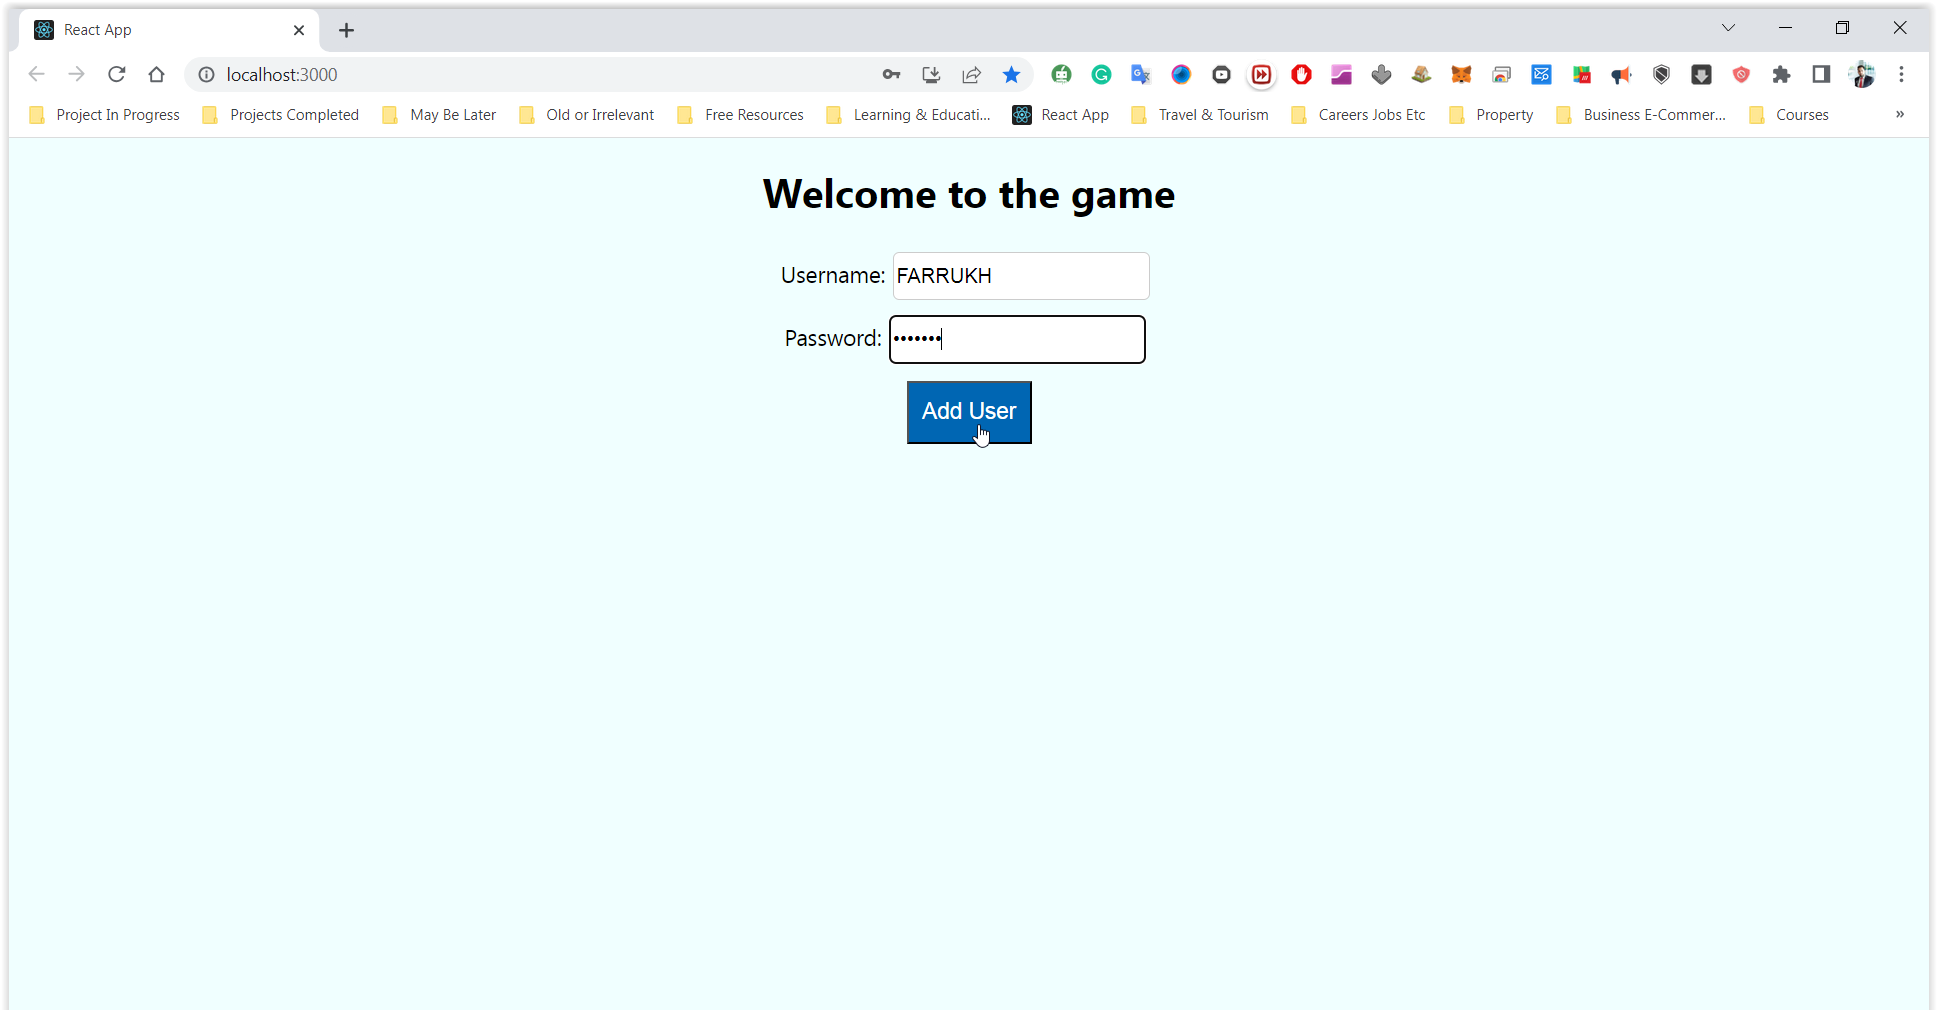 React App
localhost:3000
Project In Progress Projects Completed May Be Later Old or Irrelevant Free Resources Learning & Educati... React App Travel & Tourism Careers Jobs Etc Property Business E-Commer... Courses »
Welcome to the game
Username: FARRUKH
Password: •••••••
Add User